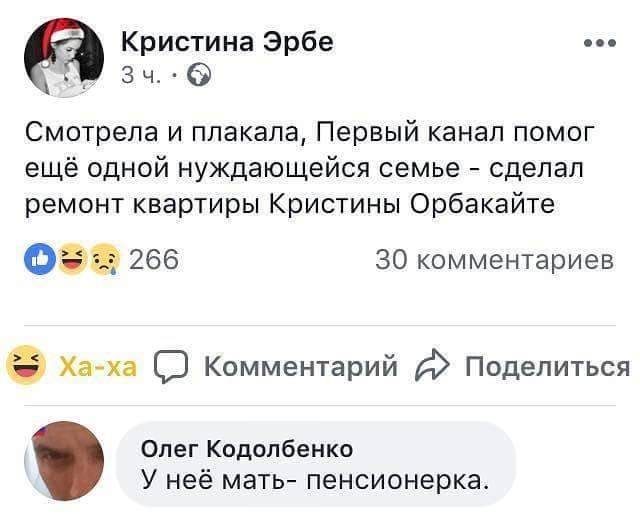 Кристина Эрбе
3 ч. ·
Смотрела и плакала, Первый канал помог
ещё одной нуждающейся семье - сделал
ремонт квартиры Кристины Орбакайте
266
30 комментариев
Ха-ха Комментарий Поделиться
Олег Кодолбенко
У неё мать- пенсионерка.